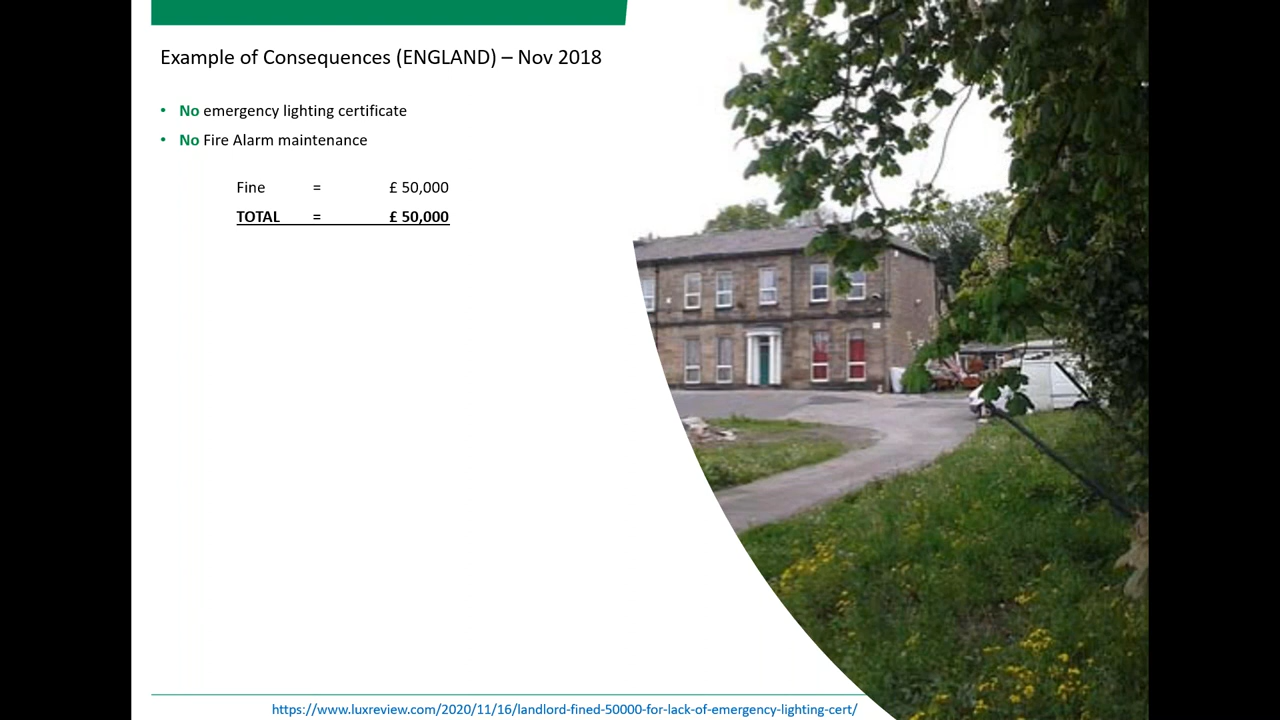 Example of Consequences (ENGLAND) – Nov 2018
• No emergency lighting certificate
• No Fire Alarm maintenance
Fine = £ 50,000
TOTAL = £ 50,000
https://www.luxreview.com/2020/11/16/landlord-fined-50000-for-lack-of-emergency-lighting-cert/